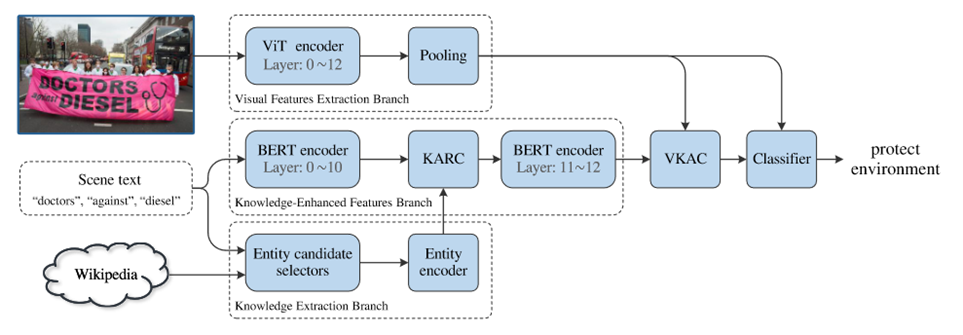 DOCTORS
against
DIESEL
ViT encoder
Layer: 0~12
Pooling
Visual Features Extraction Branch
Scene text
“doctors”, “against”, “diesel”
BERT encoder
Layer: 0~10
KARC
BERT encoder
Layer: 11~12
VKAC
Classifier
protect
environment
Knowledge-Enhanced Features Branch
Wikipedia
Entity candidate
selectors
Entity
encoder
Knowledge Extraction Branch